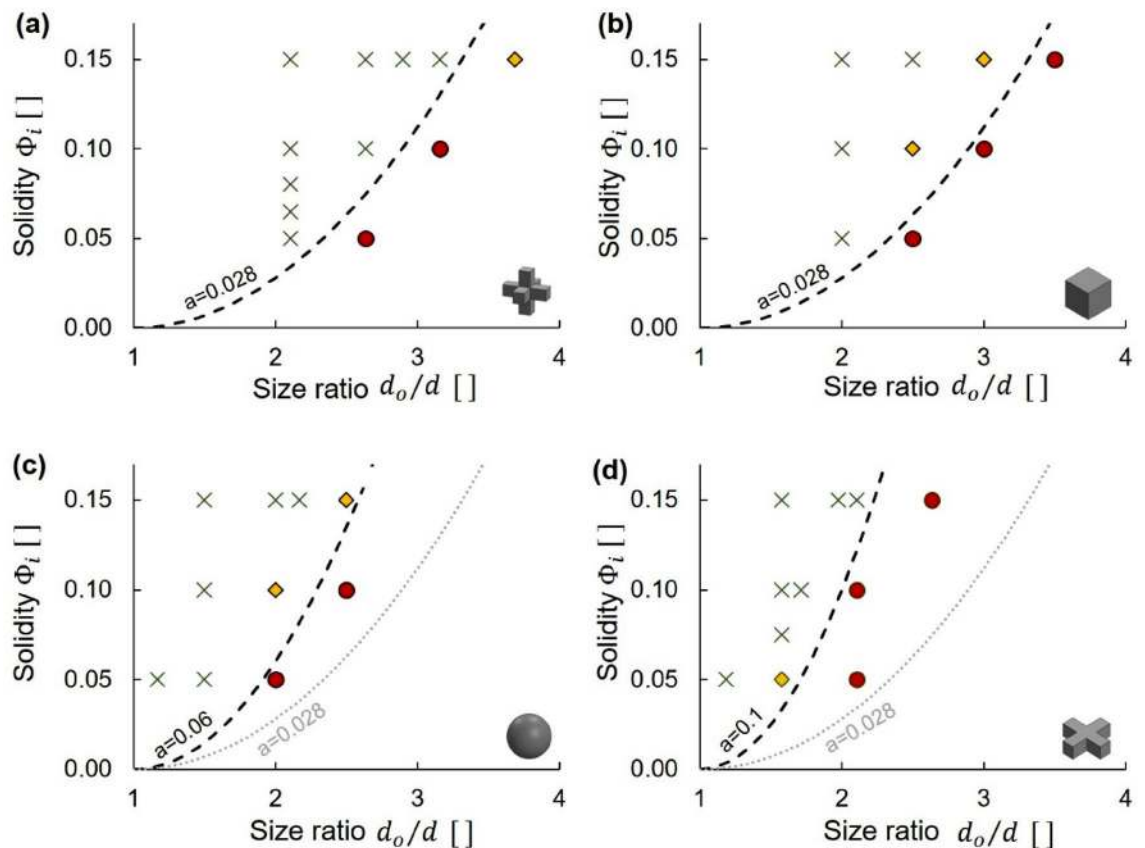 (a)
Solidity Φᵢ [ ]
0.15
0.10
0.05
0.00
a=0.028
1 2 3 4
Size ratio dₒ/d [ ]
(b)
Solidity Φᵢ [ ]
0.15
0.10
0.05
0.00
a=0.028
1 2 3 4
Size ratio dₒ/d [ ]
(c)
Solidity Φᵢ [ ]
0.15
0.10
0.05
0.00
a=0.06
a=0.028
1 2 3 4
Size ratio dₒ/d [ ]
(d)
Solidity Φᵢ [ ]
0.15
0.10
0.05
0.00
a=0.1
a=0.028
1 2 3 4
Size ratio dₒ/d [ ]